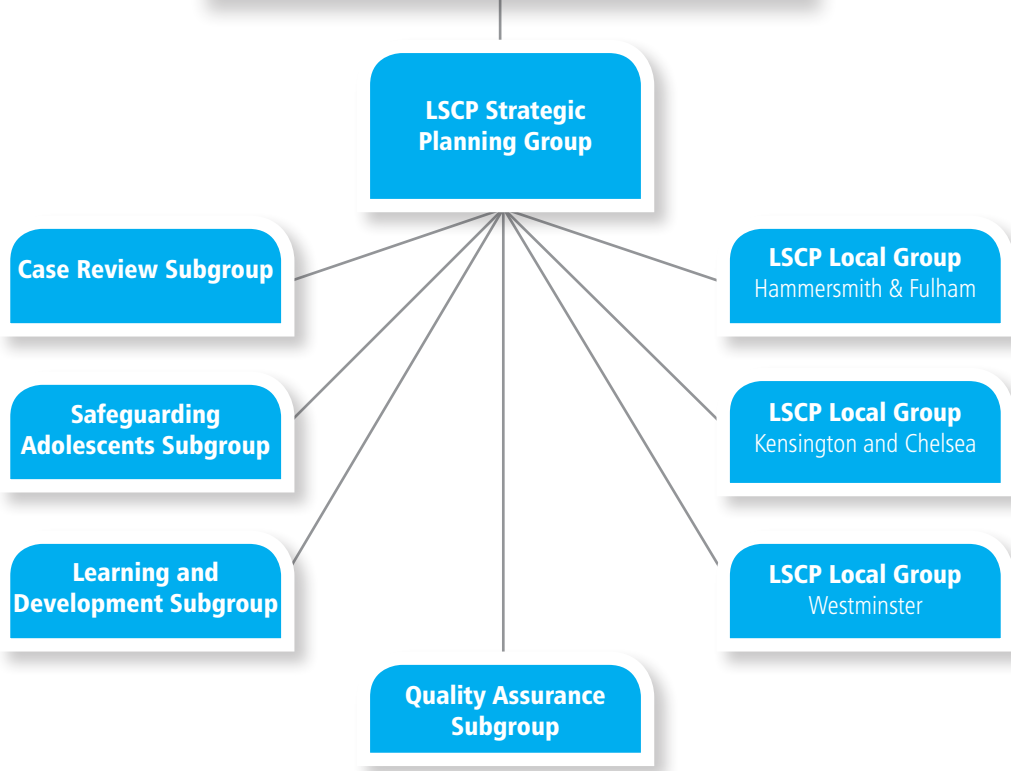 LSCP Strategic
Planning Group
Case Review Subgroup
Safeguarding
Adolescents Subgroup
Learning and
Development Subgroup
LSCP Local Group
Hammersmith & Fulham
LSCP Local Group
Kensington and Chelsea
LSCP Local Group
Westminster
Quality Assurance
Subgroup